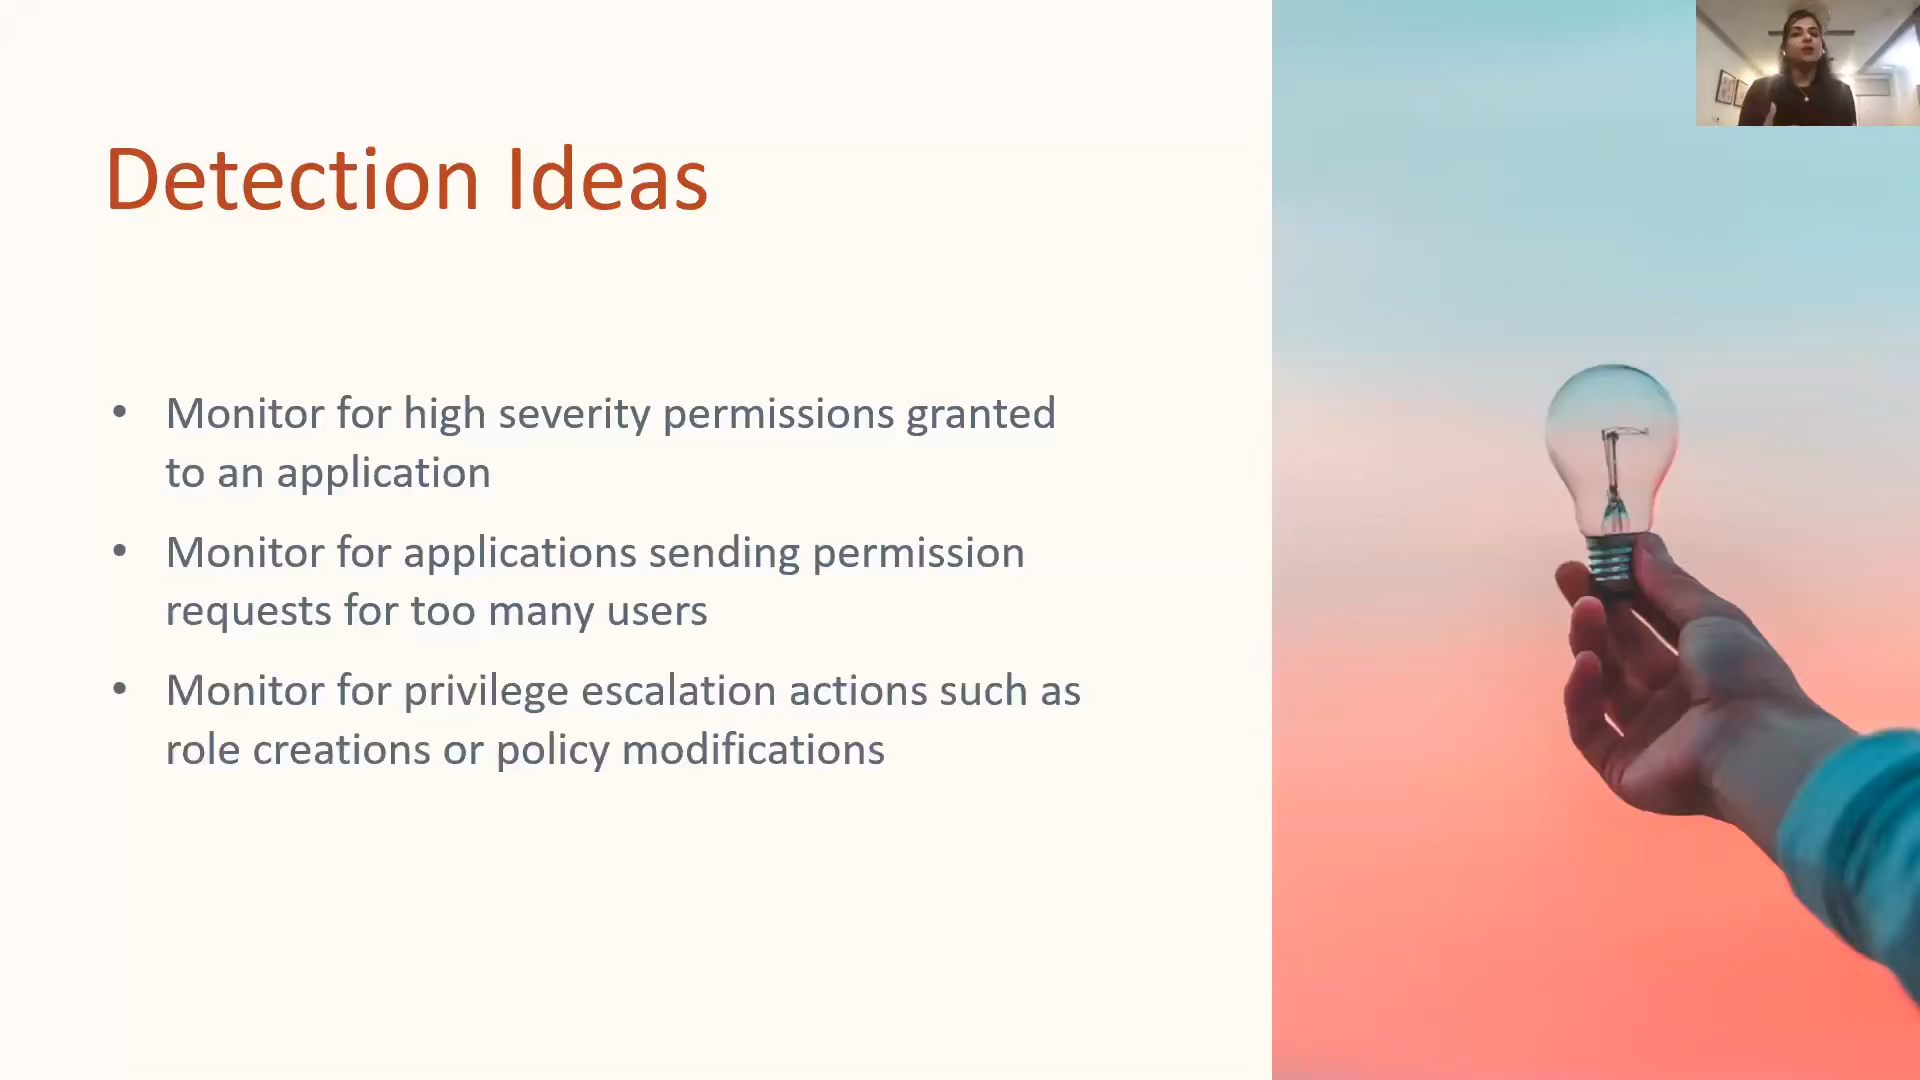 Detection Ideas
• Monitor for high severity permissions granted
to an application
• Monitor for applications sending permission
requests for too many users
• Monitor for privilege escalation actions such as
role creations or policy modifications